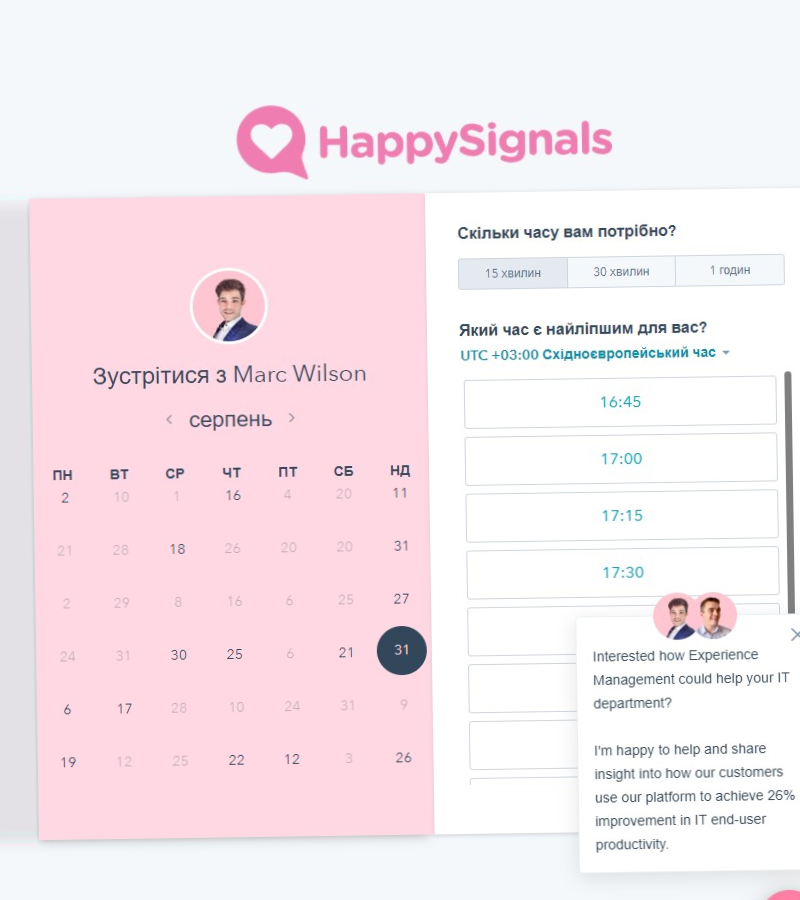 HappySignals
Зустрітися з Marc Wilson
серпень
ПН ВТ СР ЧТ ПТ СБ НД
2 10 1 16 4 20 11
21 28 18 26 20 20 31
2 29 8 16 6 25 27
24 31 30 25 6 21 31
6 17 28 10 24 31 9
19 12 25 22 12 3 26
Скільки часу вам потрібно?
15 хвилин 30 хвилин 1 годин
Який час є найліпшим для вас?
UTC +03:00 Східноєвропейський час
16:45
17:00
17:15
17:30
Interested how Experience
Management could help your IT
department?
I'm happy to help and share
insight into how our customers
use our platform to achieve 26%
improvement in IT end-user
productivity.